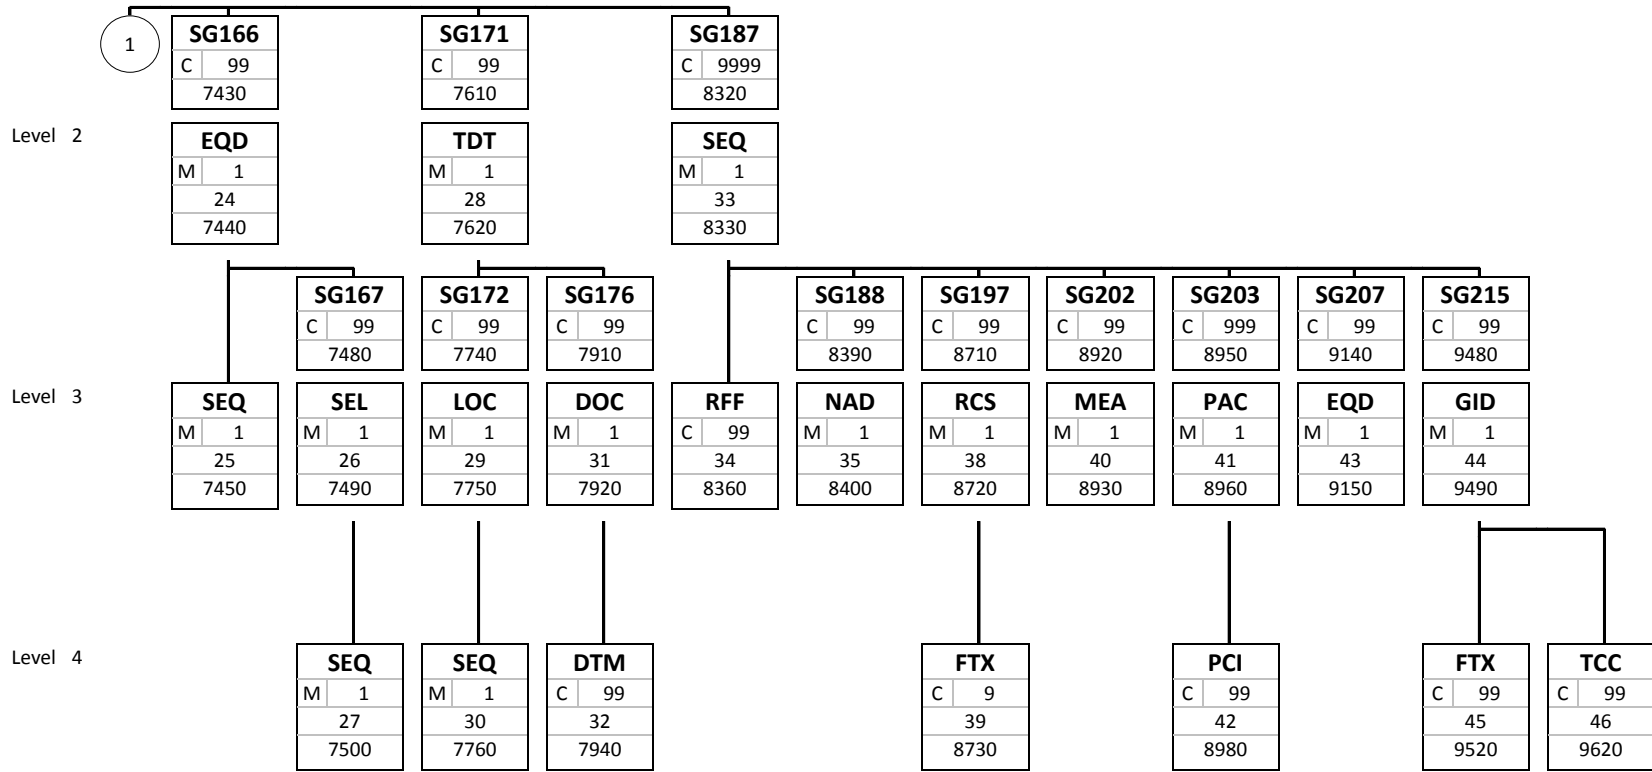 1
SG166 SG171 SG187
C 99 C 99 C 9999
7430 7610 8320
Level 2
EQD TDT SEQ
M 1 M 1 M 1
24 28 33
7440 7620 8330
SG167 SG172 SG176 SG188 SG197 SG202 SG203 SG207 SG215
C 99 C 99 C 99 C 99 C 99 C 99 C 999 C 99 C 99
7480 7740 7910 8390 8710 8920 8950 9140 9480
Level 3
SEQ SEL LOC DOC RFF NAD RCS MEA PAC EQD GID
M 1 M 1 M 1 M 1 C 99 M 1 M 1 M 1 M 1 M 1 M 1
25 26 29 31 34 35 38 40 41 43 44
7450 7490 7750 7920 8360 8400 8720 8930 8960 9150 9490
Level 4
SEQ SEQ DTM FTX PCI FTX TCC
M 1 M 1 C 99 C 9 C 99 C 99 C 99
27 30 32 39 42 45 46
7500 7760 7940 8730 8980 9520 9620